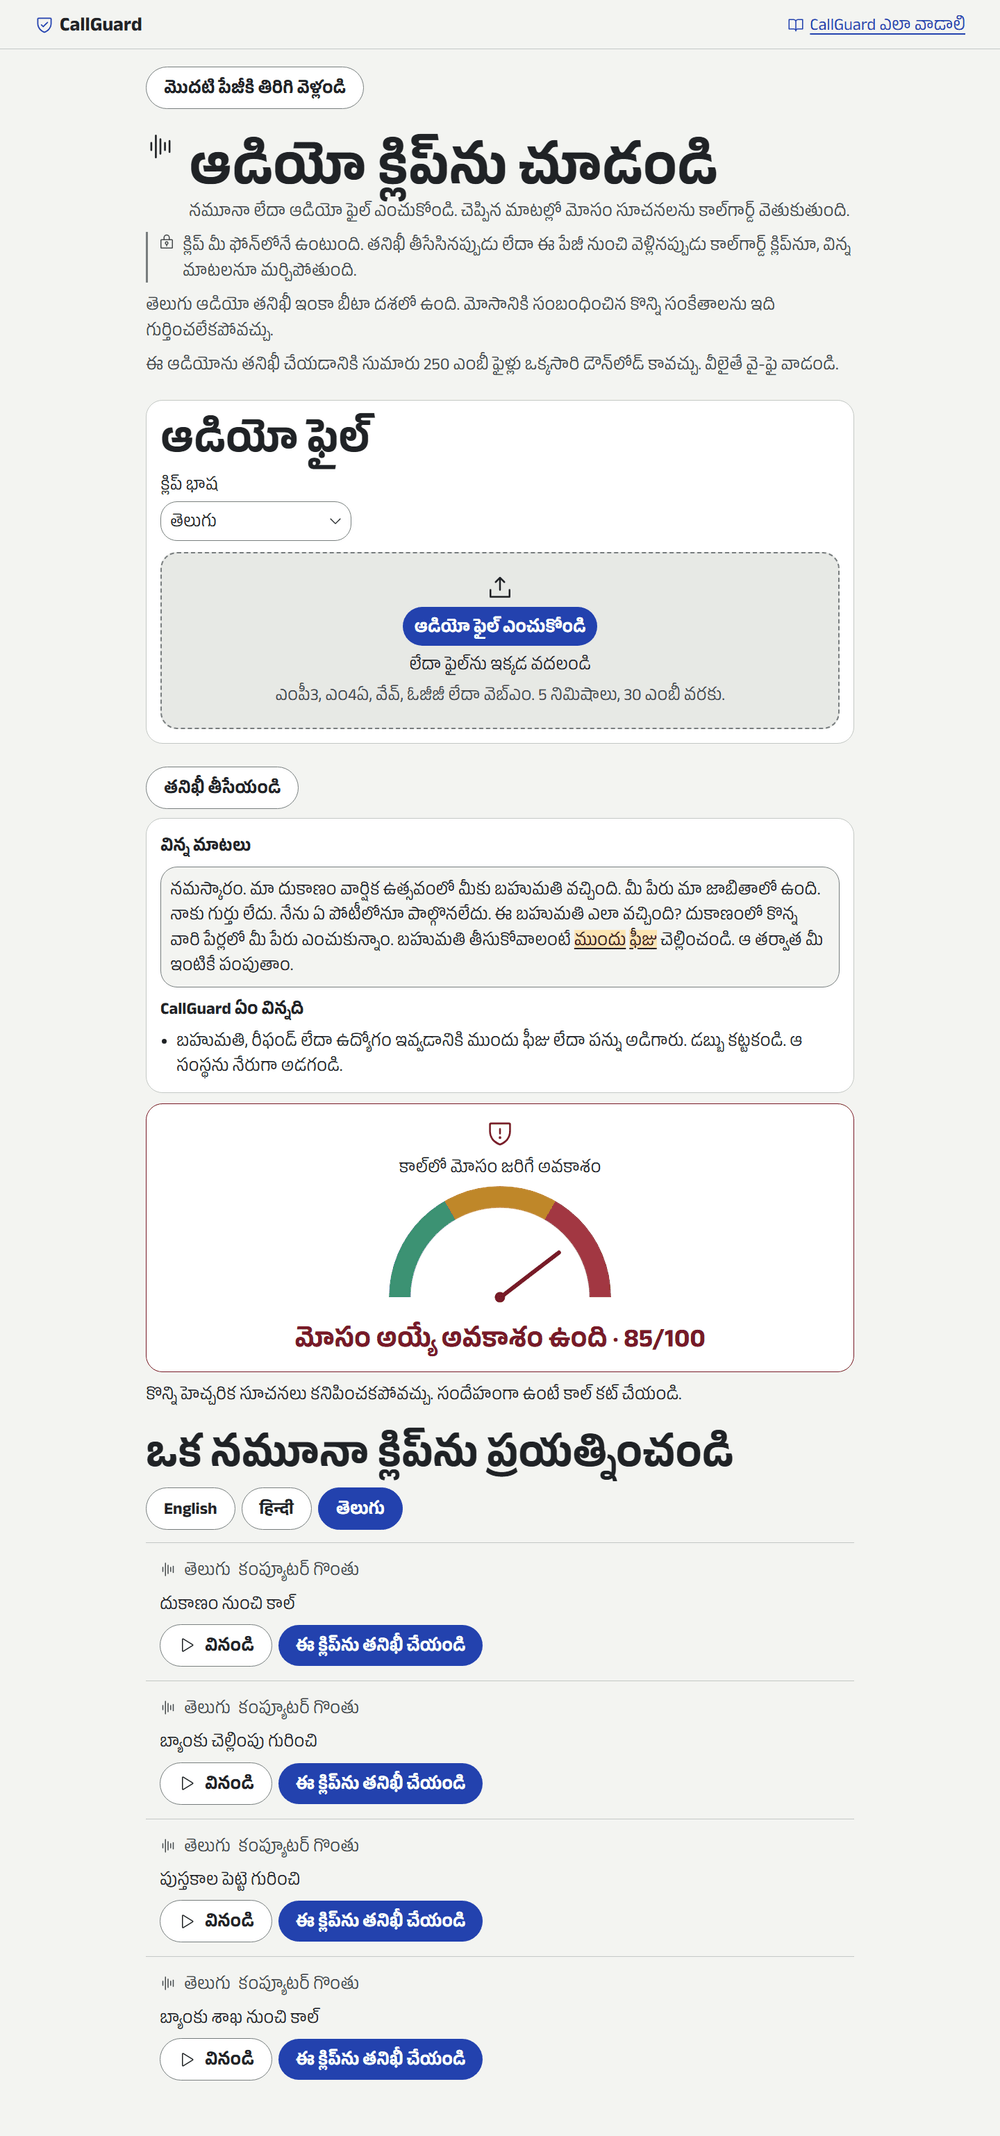 CallGuard
CallGuard ఎలా వాడాలి
మొదటి పేజీకి తిరిగి వెళ్లండి
ఆడియో క్లిప్‌ను చూడండి
నమూనా లేదా ఆడియో ఫైల్ ఎంచుకోండి. చెప్పిన మాటల్లో మోసం సూచనలను కాల్‌గార్డ్ వెతుకుతుంది.
క్లిప్ మీ ఫోన్‌లోనే ఉంటుంది. తనిఖీ తీసేసినప్పుడు లేదా ఈ పేజీ నుంచి వెళ్లినప్పుడు కాల్‌గార్డ్ క్లిప్‌నూ, విన్న
మాటలనూ మర్చిపోతుంది.
తెలుగు ఆడియో తనిఖీ ఇంకా బీటా దశలో ఉంది. మోసానికి సంబంధించిన కొన్ని సంకేతాలను ఇది
గుర్తించలేకపోవచ్చు.
ఈ ఆడియోను తనిఖీ చేయడానికి సుమారు 250 ఎంబీ ఫైళ్లు ఒక్కసారి డౌన్‌లోడ్ కావచ్చు. వీలైతే వై-ఫై వాడండి.
ఆడియో ఫైల్
క్లిప్ భాష
తెలుగు
ఆడియో ఫైల్ ఎంచుకోండి
లేదా ఫైల్‌ను ఇక్కడ వదలండి
ఎంపీ3, ఎం4ఏ, వేవ్, ఓజీజీ లేదా వెబ్ఎం. 5 నిమిషాలు, 30 ఎంబీ వరకు.
తనిఖీ తీసేయండి
విన్న మాటలు
నమస్కారం. మా దుకాణం వార్షిక ఉత్సవంలో మీకు బహుమతి వచ్చింది. మీ పేరు మా జాబితాలో ఉంది.
నాకు గుర్తు లేదు. నేను ఏ పోటీలోనూ పాల్గొనలేదు. ఈ బహుమతి ఎలా వచ్చింది? దుకాణంలో కొన్న
వారి పేర్లలో మీ పేరు ఎంచుకున్నాం. బహుమతి తీసుకోవాలంటే ముందు ఫీజు చెల్లించండి. ఆ తర్వాత మీ
ఇంటికే పంపుతాం.
CallGuard ఏం విన్నది
• బహుమతి, రీఫండ్ లేదా ఉద్యోగం ఇవ్వడానికి ముందు ఫీజు లేదా పన్ను అడిగారు. డబ్బు కట్టకండి. ఆ
సంస్థను నేరుగా అడగండి.
కాల్‌లో మోసం జరిగే అవకాశం
మోసం అయ్యే అవకాశం ఉంది · 85/100
కొన్ని హెచ్చరిక సూచనలు కనిపించకపోవచ్చు. సందేహంగా ఉంటే కాల్ కట్ చేయండి.
ఒక నమూనా క్లిప్‌ను ప్రయత్నించండి
English
हिन्दी
తెలుగు
తెలుగు కంప్యూటర్ గొంతు
దుకాణం నుంచి కాల్
వినండి
ఈ క్లిప్‌ను తనిఖీ చేయండి
తెలుగు కంప్యూటర్ గొంతు
బ్యాంకు చెల్లింపు గురించి
వినండి
ఈ క్లిప్‌ను తనిఖీ చేయండి
తెలుగు కంప్యూటర్ గొంతు
పుస్తకాల పెట్టె గురించి
వినండి
ఈ క్లిప్‌ను తనిఖీ చేయండి
తెలుగు కంప్యూటర్ గొంతు
బ్యాంకు శాఖ నుంచి కాల్
వినండి
ఈ క్లిప్‌ను తనిఖీ చేయండి